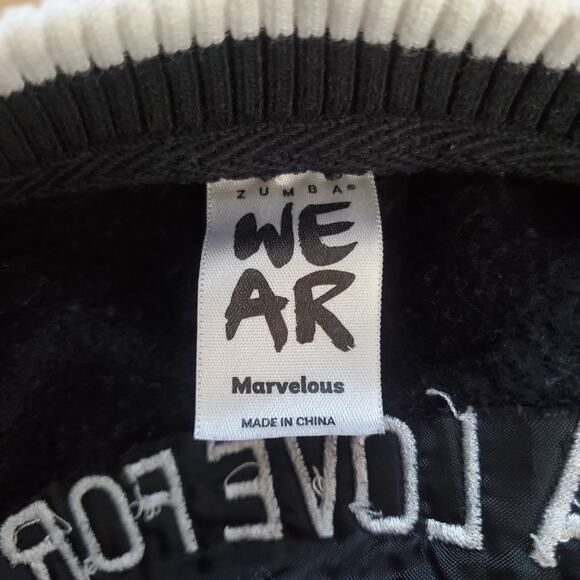 ZUMBA®
WE
AR
Marvelous
MADE IN CHINA
A LOVE FOR